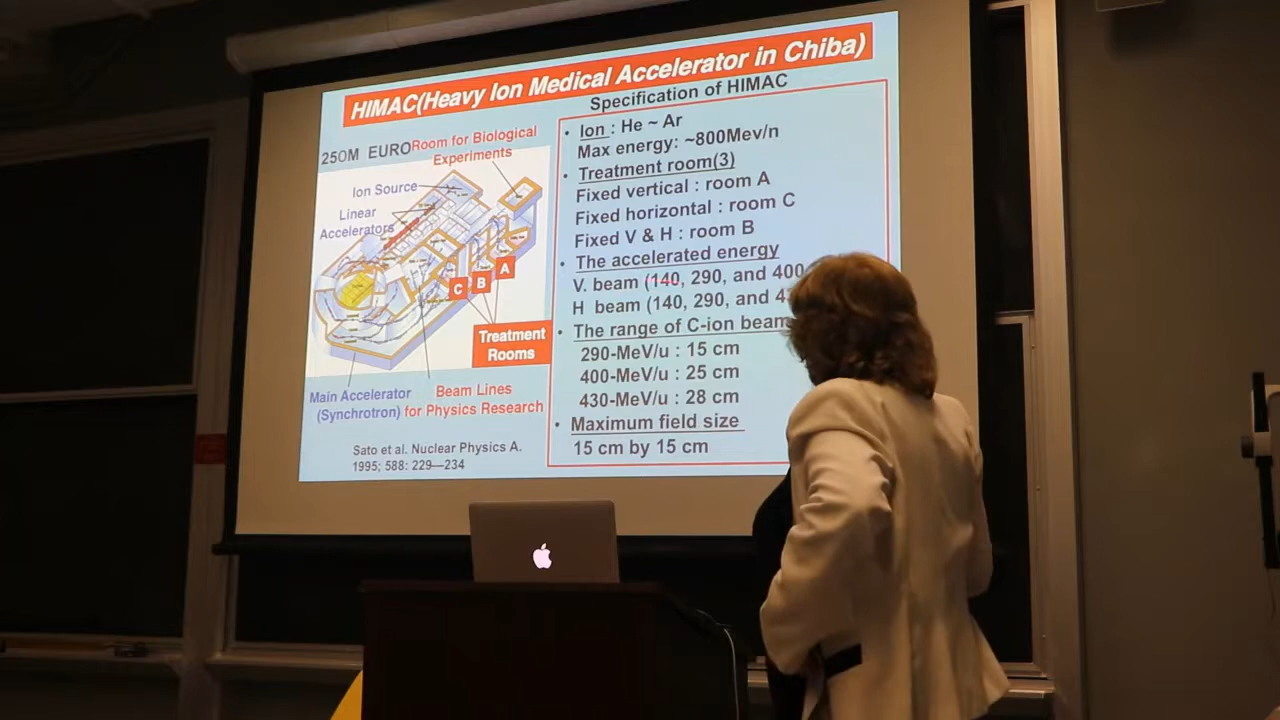 HIMAC(Heavy Ion Medical Accelerator in Chiba)
Specification of HIMAC
250M EURO
Room for Biological
Experiments
Ion Source
Linear
Accelerators
A
B
C
Treatment
Rooms
Main Accelerator
(Synchrotron)
Beam Lines
for Physics Research
Sato et al. Nuclear Physics A.
1995; 588: 229—234
• Ion : He ~ Ar
Max energy: ~800Mev/n
• Treatment room(3)
Fixed vertical : room A
Fixed horizontal : room C
Fixed V & H : room B
• The accelerated energy
V. beam (140, 290, and 400
H beam (140, 290, and
• The range of C-ion beam
290-MeV/u : 15 cm
400-MeV/u : 25 cm
430-MeV/u : 28 cm
• Maximum field size
15 cm by 15 cm